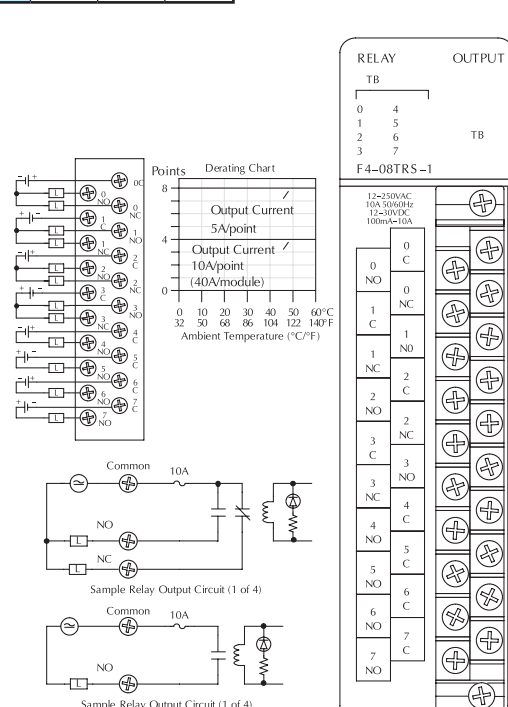 RELAY OUTPUT
TB
0 4
1 5
2 6
3 7
TB
F4-08TRS-1
12-250VAC
10A 50/60Hz
12-30VDC
100mA-10A
0
C
0
NO
0
NC
1
C
1
N0
1
NC
2
C
2
NO
2
NC
3
C
3
NO
3
NC
4
C
4
NO
5
C
5
NO
6
C
6
NO
7
C
7
NO
0C
L
0
NO
L
0
NC
1
C
L
1
NO
L
1
NC
2
C
L
2
NO
L
2
NC
3
C
L
3
NO
L
3
NC
4
C
L
4
NO
5
C
L
5
NO
6
C
L
6
NO
7
C
L
7
NO
Points Derating Chart
8
Output Current
5A/point
4
Output Current
10A/point
(40A/module)
0
0 10 20 30 40 50 60°C
32 50 68 86 104 122 140°F
Ambient Temperature (°C/°F)
Common 10A
NO
L
NC
L
Sample Relay Output Circuit (1 of 4)
Common 10A
NO
L
Sample Relay Output Circuit (1 of 4)